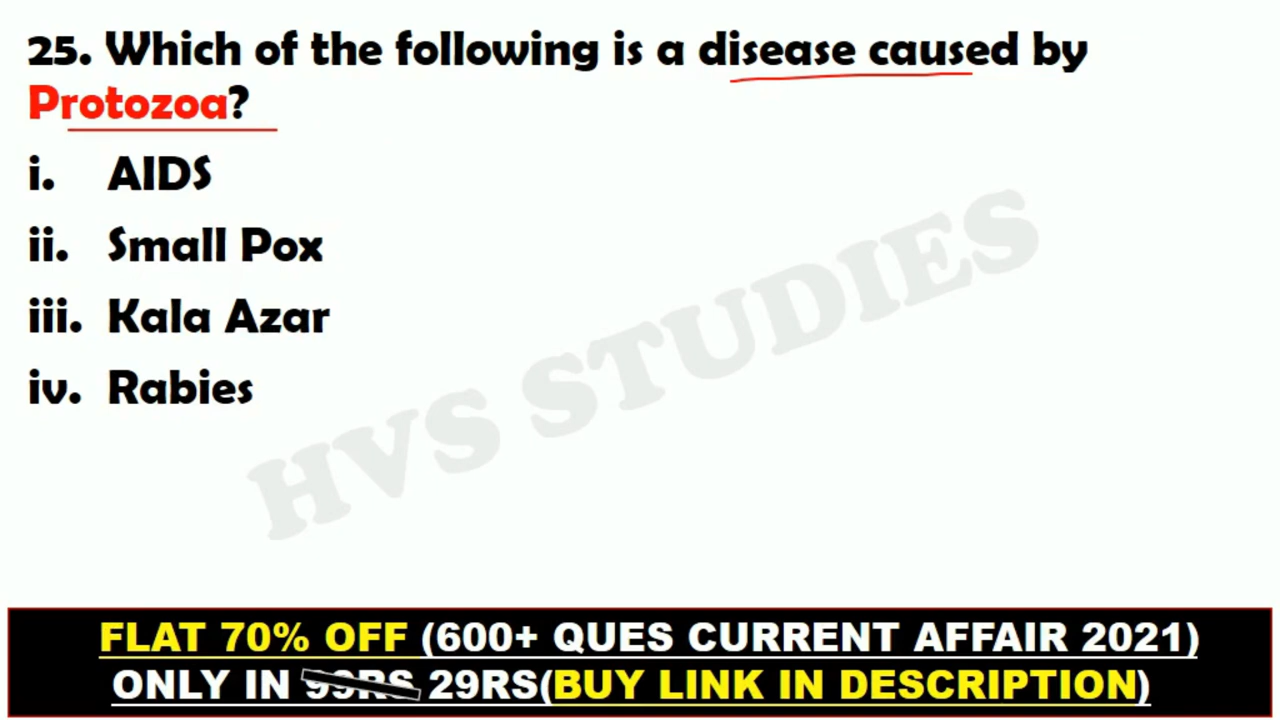 25. Which of the following is a disease caused by
Protozoa?
i. AIDS
ii. Small Pox
iii. Kala Azar
iv. Rabies
HVS STUDIES
FLAT 70% OFF (600+ QUES CURRENT AFFAIR 2021)
ONLY IN 99RS 29RS(BUY LINK IN DESCRIPTION)